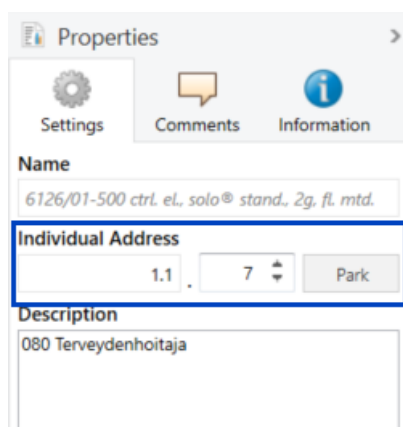 Properties
Settings Comments Information
Name
6126/01-500 ctrl. el., solo® stand., 2g, fl. mtd.
Individual Address
1.1 . 7 Park
Description
080 Terveydenhoitaja